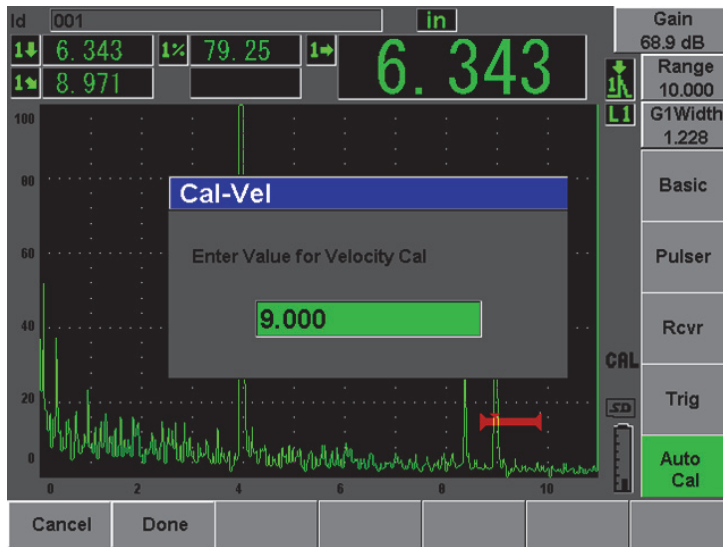 Id 001 in
Gain
68.9 dB
6.343 1% 79.25 6.343
8.971
Range
10.000
L1
G1Width
1.228
100
80
60
40
20
0
Cal-Vel
Enter Value for Velocity Cal
9.000
Basic
Pulser
Rcvr
CAL
Trig
SD
Auto
Cal
0 2 4 6 8 10
Cancel Done